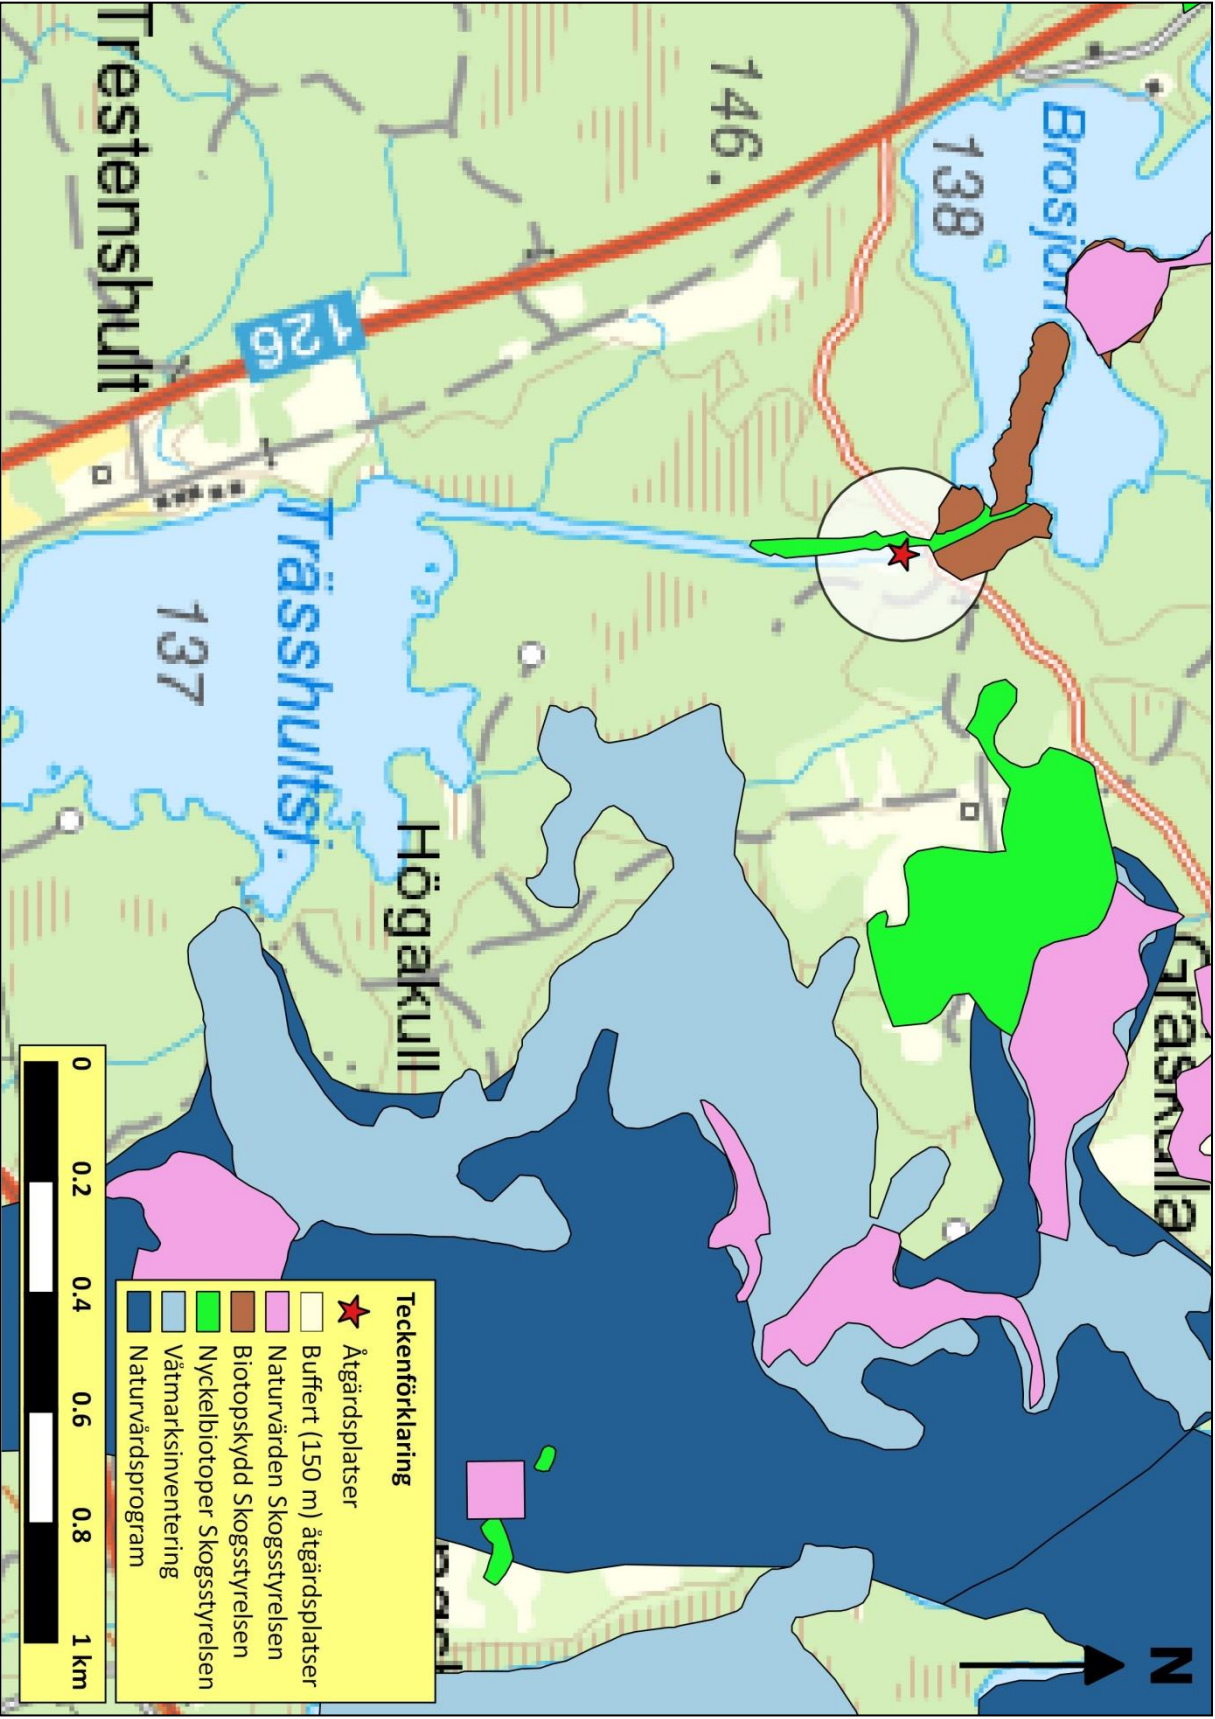 N
Gräskulla
Brosjön
138
146.
Högakull
Trässhultsj.
126
137
Trestenshult
Teckenförklaring
Åtgärdsplatser
Buffert (150 m) åtgärdsplatser
Naturvärden Skogsstyrelsen
Biotopskydd Skogsstyrelsen
Nyckelbiotoper Skogsstyrelsen
Våtmarksinventering
Naturvårdsprogram
0 0.2 0.4 0.6 0.8 1 km